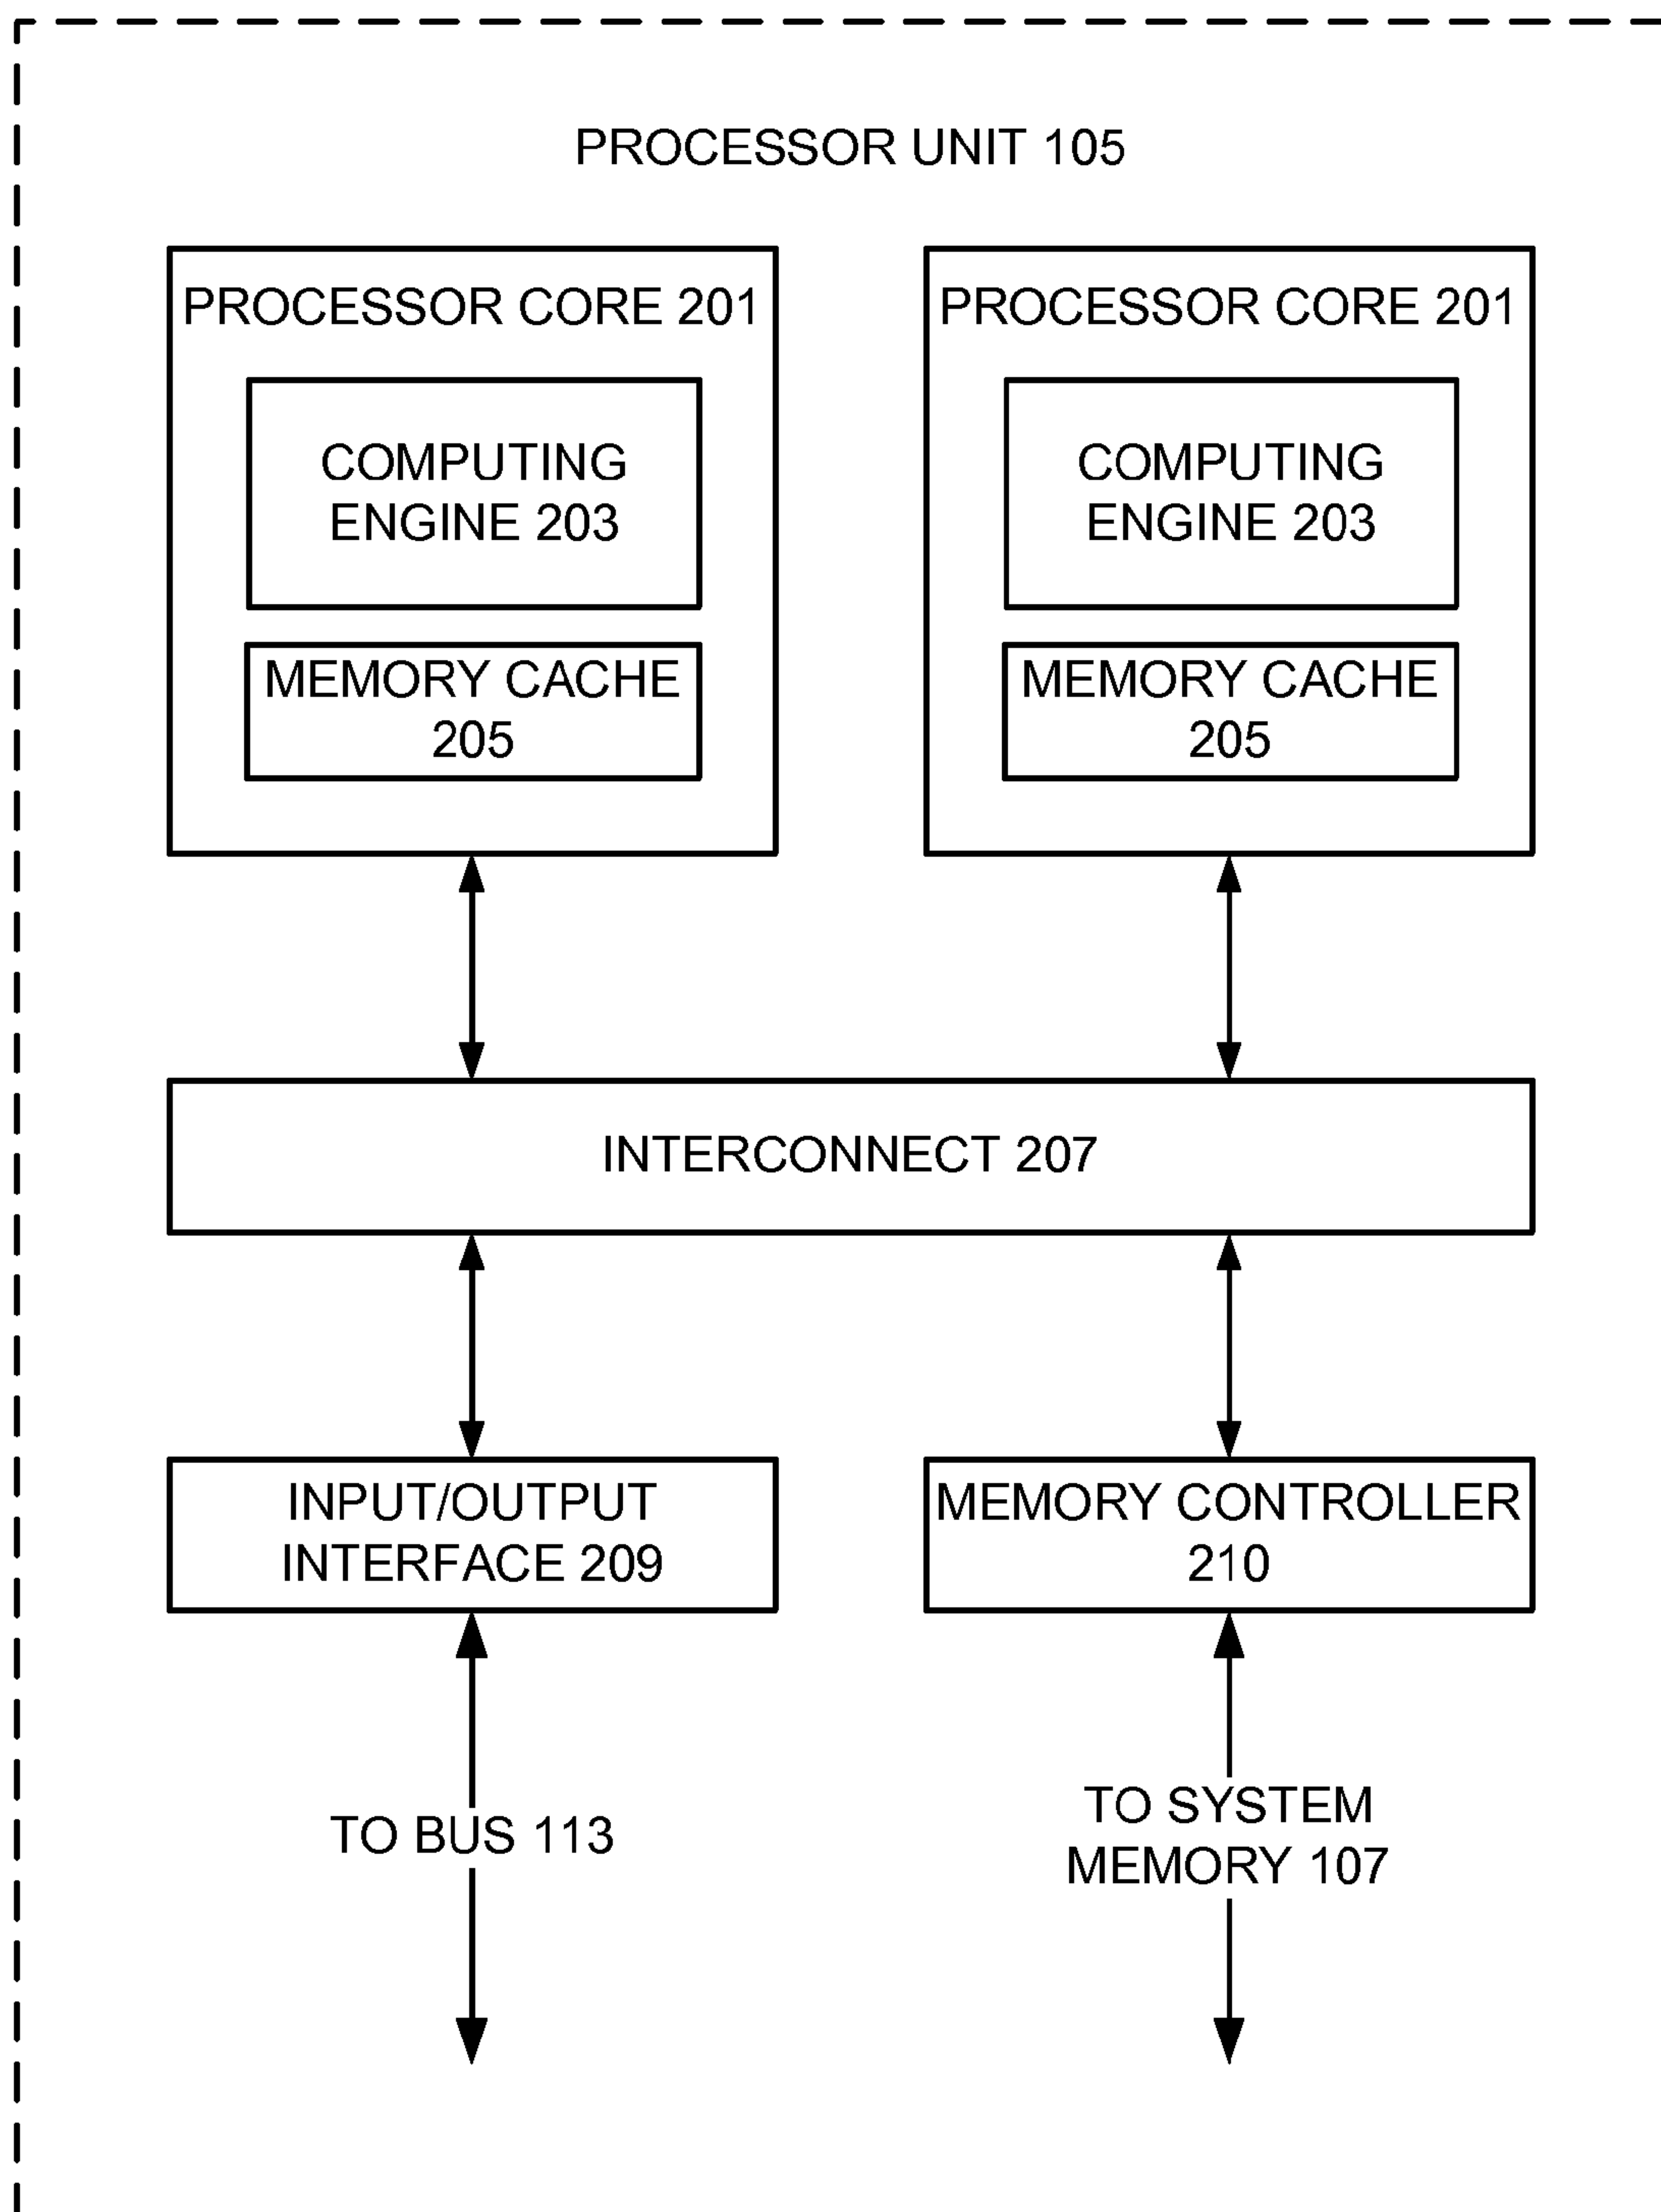 PROCESSOR UNIT 105
PROCESSOR CORE 201
COMPUTING
ENGINE 203
MEMORY CACHE
205
PROCESSOR CORE 201
COMPUTING
ENGINE 203
MEMORY CACHE
205
INTERCONNECT 207
INPUT/OUTPUT
INTERFACE 209
MEMORY CONTROLLER
210
TO BUS 113
TO SYSTEM
MEMORY 107